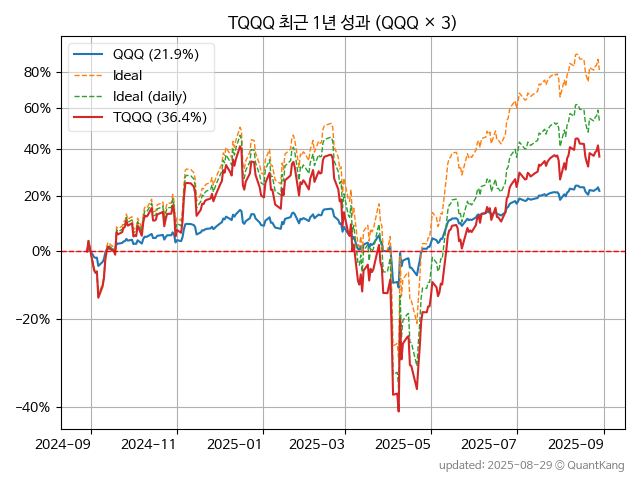 TQQQ 최근 1년 성과 (QQQ × 3)
QQQ (21.9%)
Ideal
Ideal (daily)
TQQQ (36.4%)
80%
60%
40%
20%
0%
−20%
−40%
2024-09 2024-11 2025-01 2025-03 2025-05 2025-07 2025-09
updated: 2025-08-29 ⓒ QuantKang